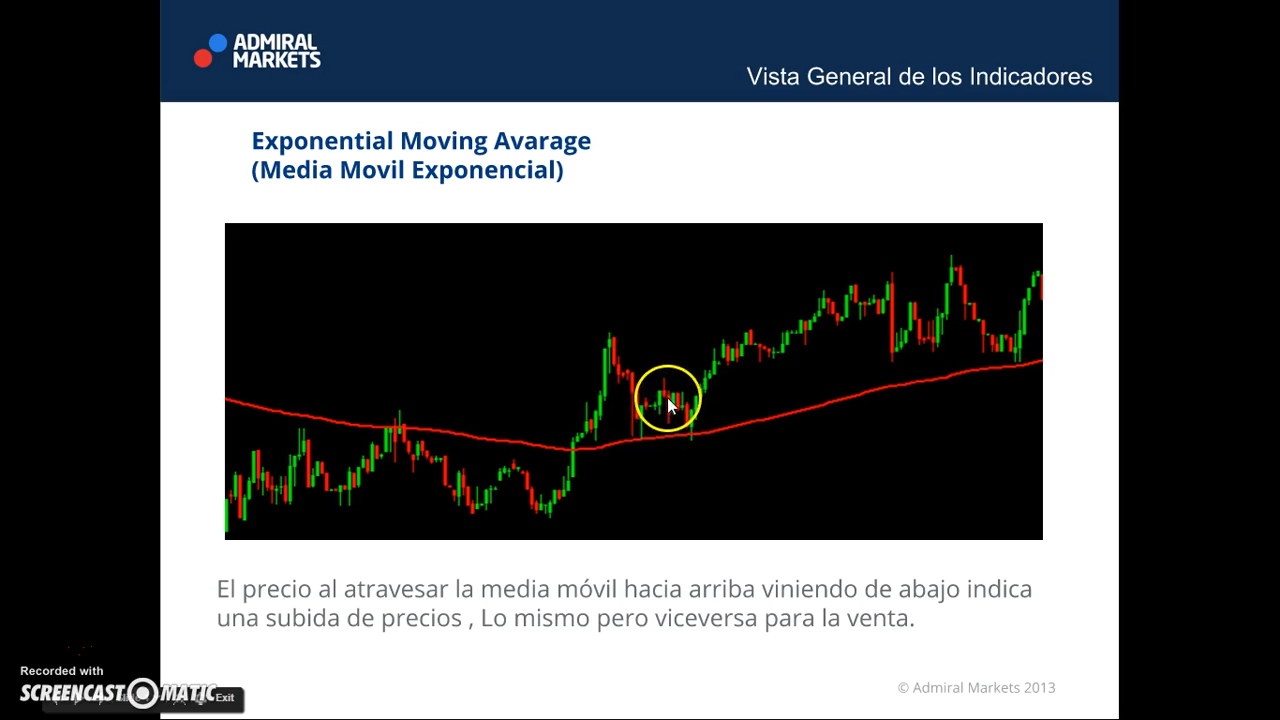 ADMIRAL
MARKETS
Vista General de los Indicadores
Exponential Moving Avarage
(Media Movil Exponencial)
El precio al atravesar la media móvil hacia arriba viniendo de abajo indica
una subida de precios , Lo mismo pero viceversa para la venta.
Recorded with
SCREENCAST MATIC
Exit
© Admiral Markets 2013